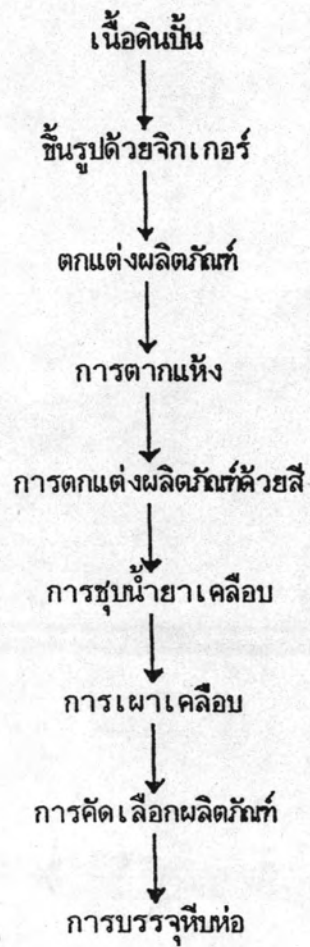 เนื้อดินปั้น
ขึ้นรูปด้วยจิกเกอร์
ตกแต่งผลิตภัณฑ์
การตากแห้ง
การตกแต่งผลิตภัณฑ์ด้วยสี
การชุบน้ำยาเคลือบ
การเผาเคลือบ
การคัดเลือกผลิตภัณฑ์
การบรรจุหีบห่อ